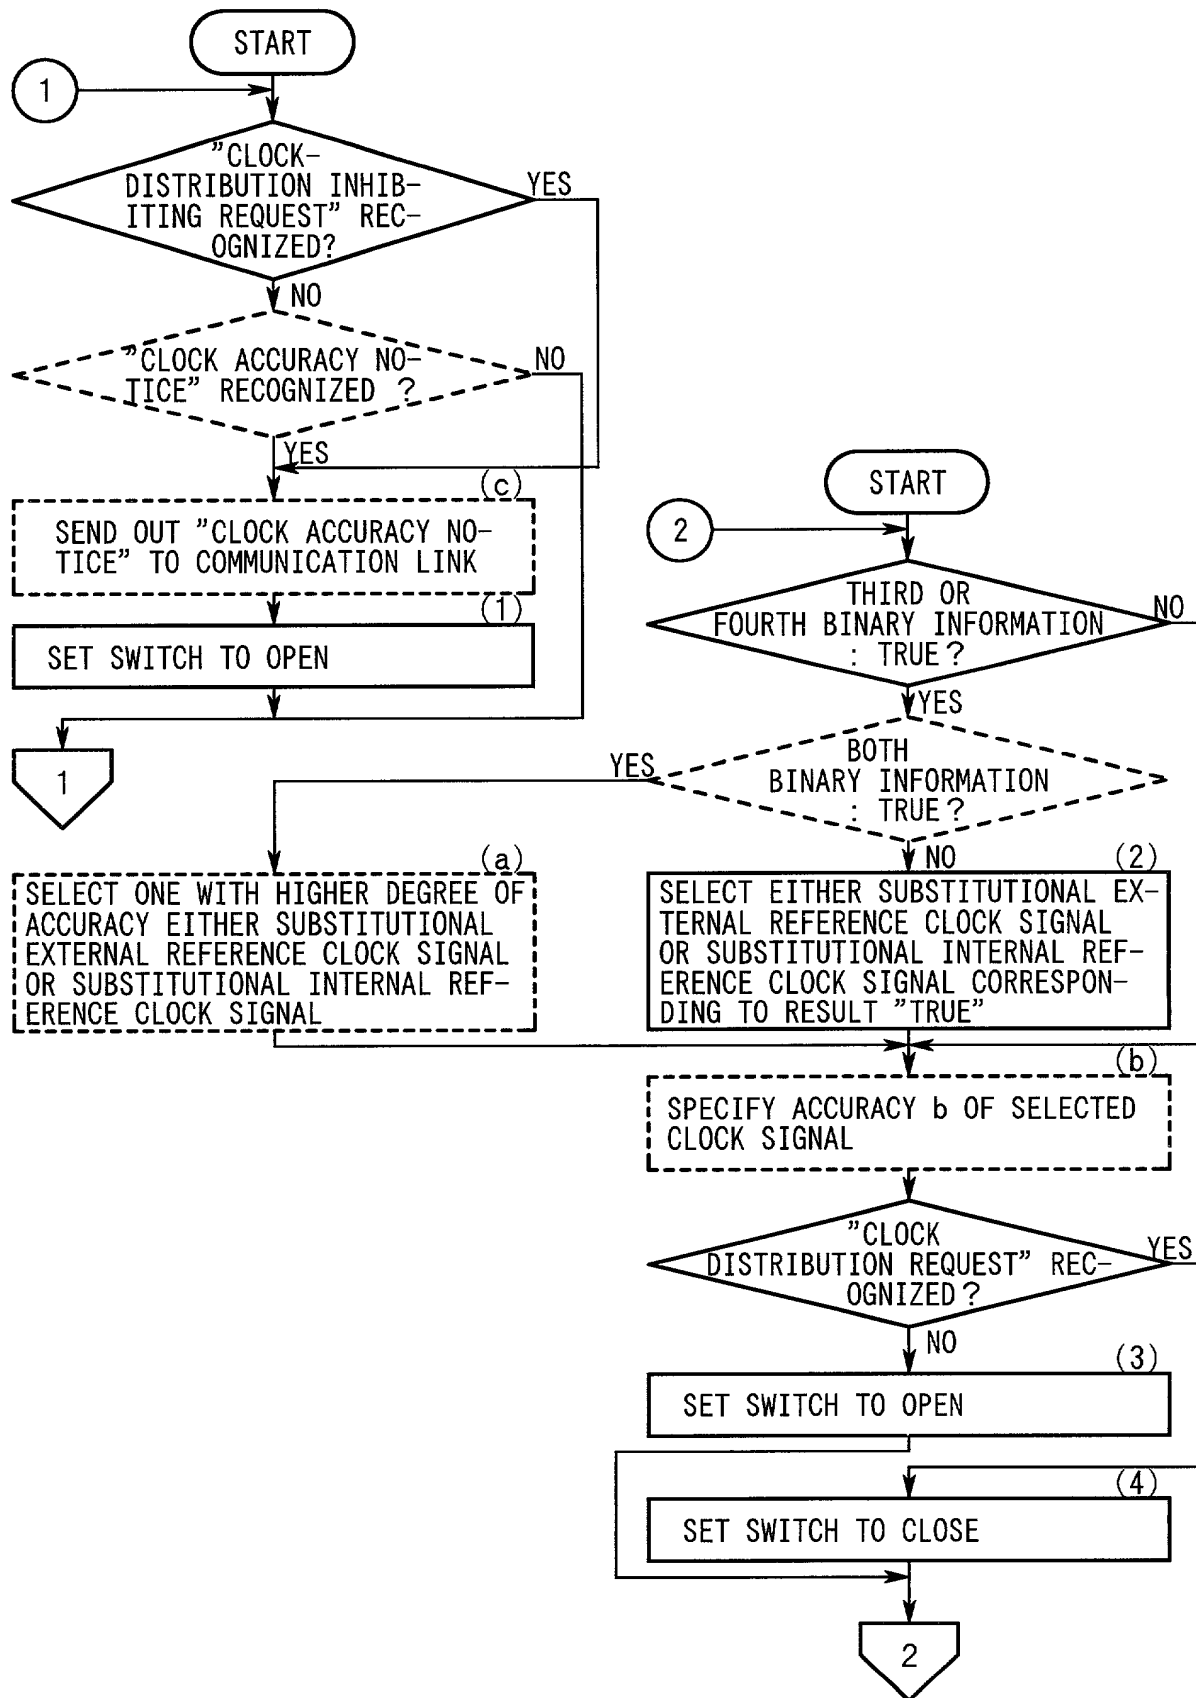 START
1
"CLOCK-
DISTRIBUTION INHIB-
ITING REQUEST" REC-
OGNIZED?
YES
NO
"CLOCK ACCURACY NO-
TICE" RECOGNIZED ?
NO
YES
(c)
SEND OUT "CLOCK ACCURACY NO-
TICE" TO COMMUNICATION LINK
(1)
SET SWITCH TO OPEN
1
START
2
THIRD OR
FOURTH BINARY INFORMATION
: TRUE?
NO
YES
BOTH
BINARY INFORMATION
: TRUE?
YES
NO
(a)
SELECT ONE WITH HIGHER DEGREE OF
ACCURACY EITHER SUBSTITUTIONAL
EXTERNAL REFERENCE CLOCK SIGNAL
OR SUBSTITUTIONAL INTERNAL REF-
ERENCE CLOCK SIGNAL
(2)
SELECT EITHER SUBSTITUTIONAL EX-
TERNAL REFERENCE CLOCK SIGNAL
OR SUBSTITUTIONAL INTERNAL REF-
ERENCE CLOCK SIGNAL CORRESPON-
DING TO RESULT "TRUE"
(b)
SPECIFY ACCURACY b OF SELECTED
CLOCK SIGNAL
"CLOCK
DISTRIBUTION REQUEST" REC-
OGNIZED?
YES
NO
(3)
SET SWITCH TO OPEN
(4)
SET SWITCH TO CLOSE
2